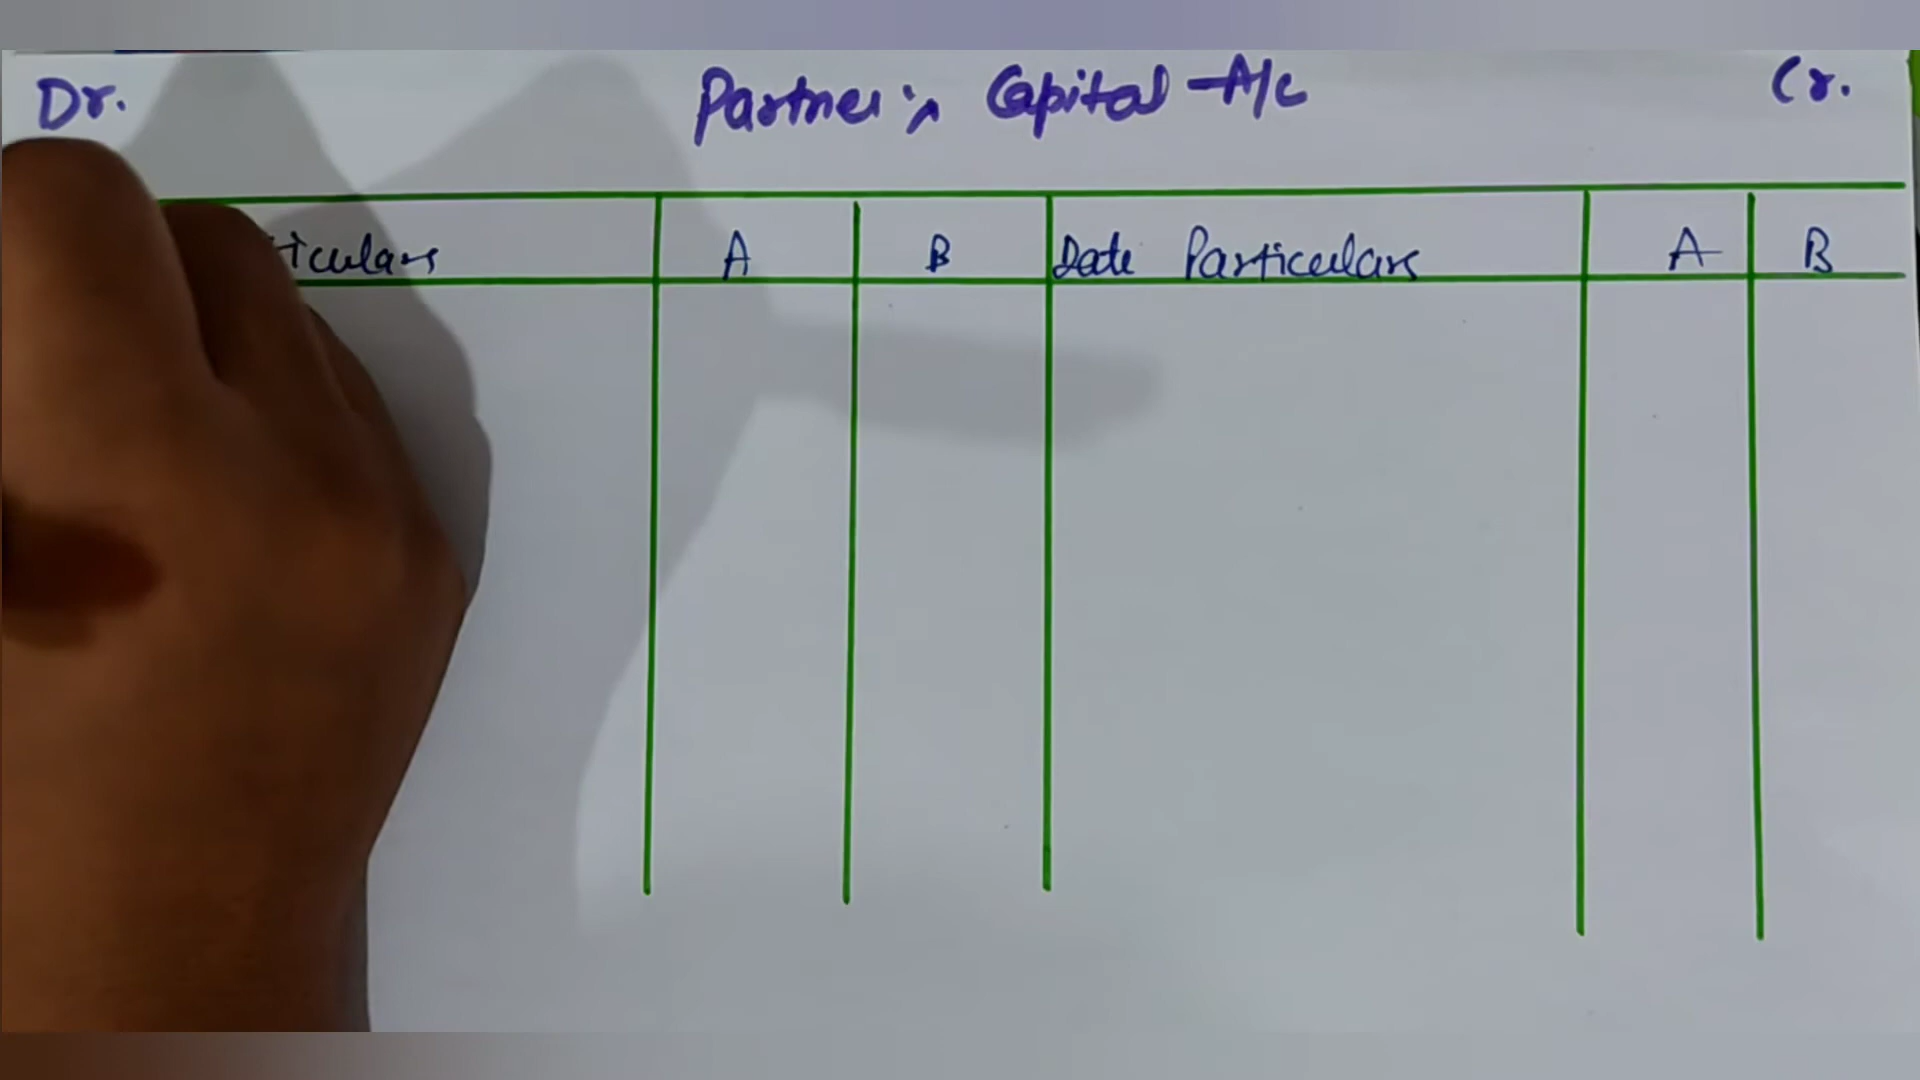 Dr. Partner's Capital A/c Cr.
A B Date Particulars A B